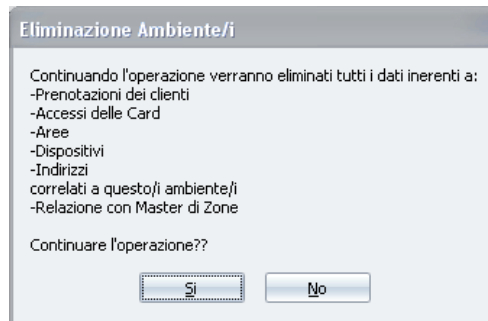 Eliminazione Ambiente/i
Continuando l'operazione verranno eliminati tutti i dati inerenti a:
-Prenotazioni dei clienti
-Accessi delle Card
-Aree
-Dispositivi
-Indirizzi
correlati a questo/i ambiente/i
-Relazione con Master di Zone
Continuare l'operazione??
Si
No